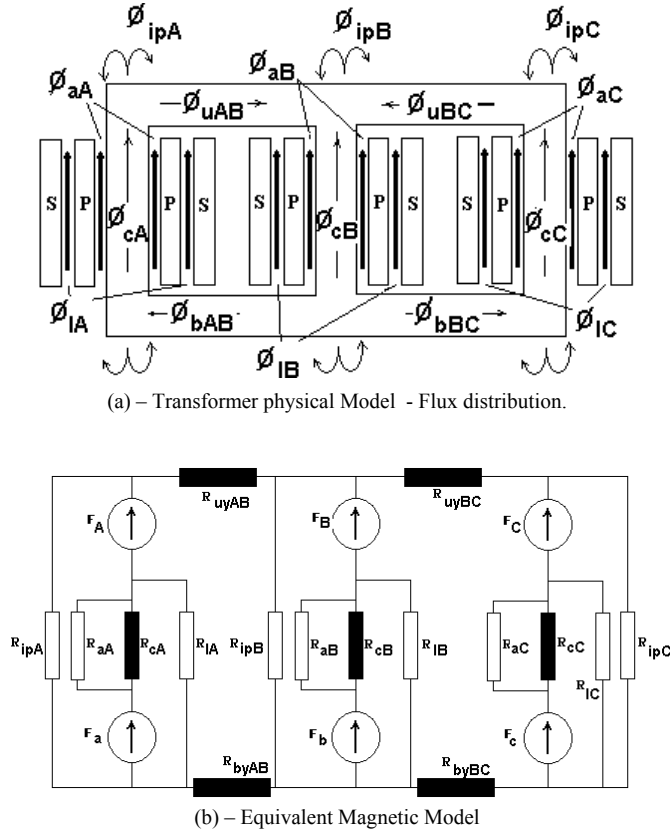 Ø ipA Ø ipB Ø ipC
Ø aA Ø aB Ø aC
Ø uAB Ø uBC
S P P S S P P S S P P S
Ø cA Ø cB Ø cC
Ø lA Ø bAB Ø lB Ø bBC Ø lC
(a) – Transformer physical Model - Flux distribution.
R uyAB R uyBC
F A F B F C
R ipA R aA R cA R lA R ipB R aB R cB R lB R aC R cC R lC R ipC
F a F b F c
R byAB R byBC
(b) – Equivalent Magnetic Model